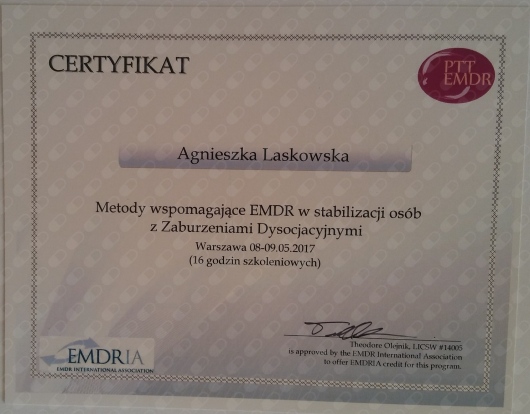 CERTYFIKAT
PTT
EMDR
Agnieszka Laskowska
Metody wspomagające EMDR w stabilizacji osób
z Zaburzeniami Dysocjacyjnymi
Warszawa 08-09.05.2017
(16 godzin szkoleniowych)
Theodore Olejnik, LICSW #14005
is approved by the EMDR International Association
to offer EMDRIA credit for this program.
EMDRIA
EMDR INTERNATIONAL ASSOCIATION